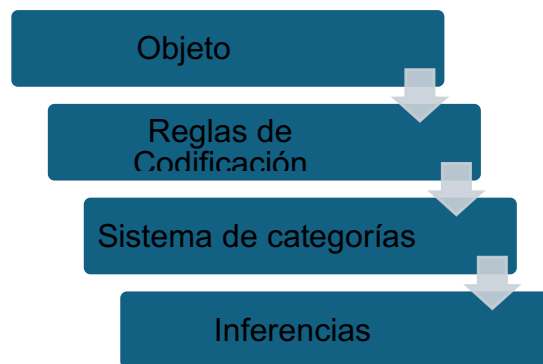 Objeto
Reglas de
Codificación
Sistema de categorías
Inferencias